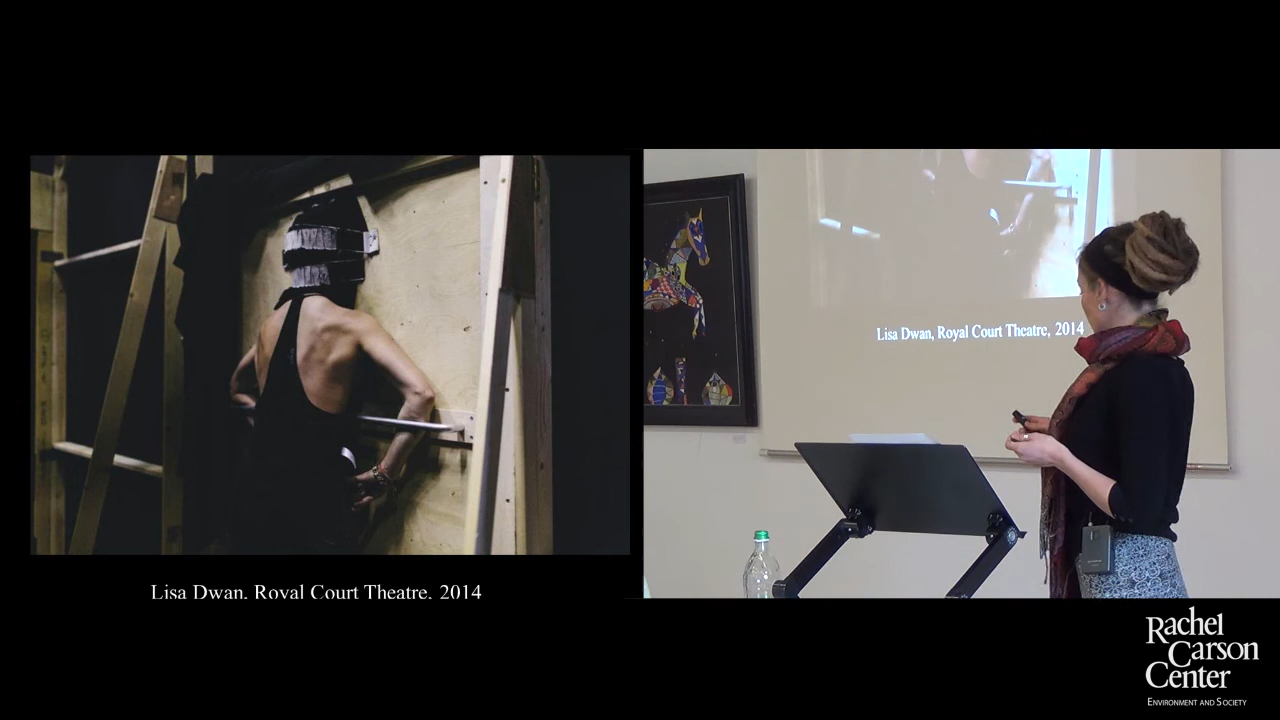 Lisa Dwan, Royal Court Theatre, 2014
Lisa Dwan, Royal Court Theatre, 2014
Rachel
Carson
Center
ENVIRONMENT AND SOCIETY